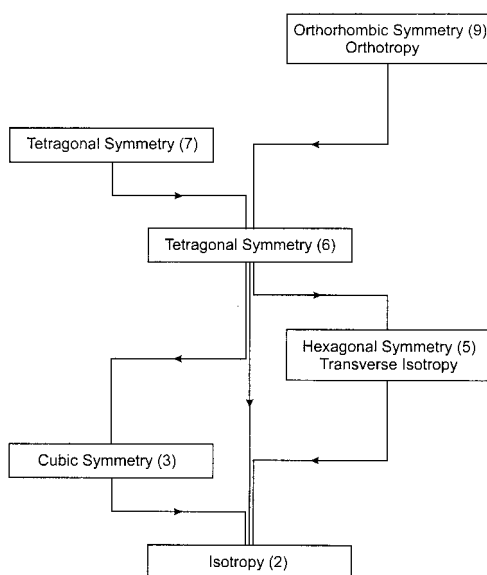 Orthorhombic Symmetry (9)
Orthotropy
Tetragonal Symmetry (7)
Tetragonal Symmetry (6)
Hexagonal Symmetry (5)
Transverse Isotropy
Cubic Symmetry (3)
Isotropy (2)